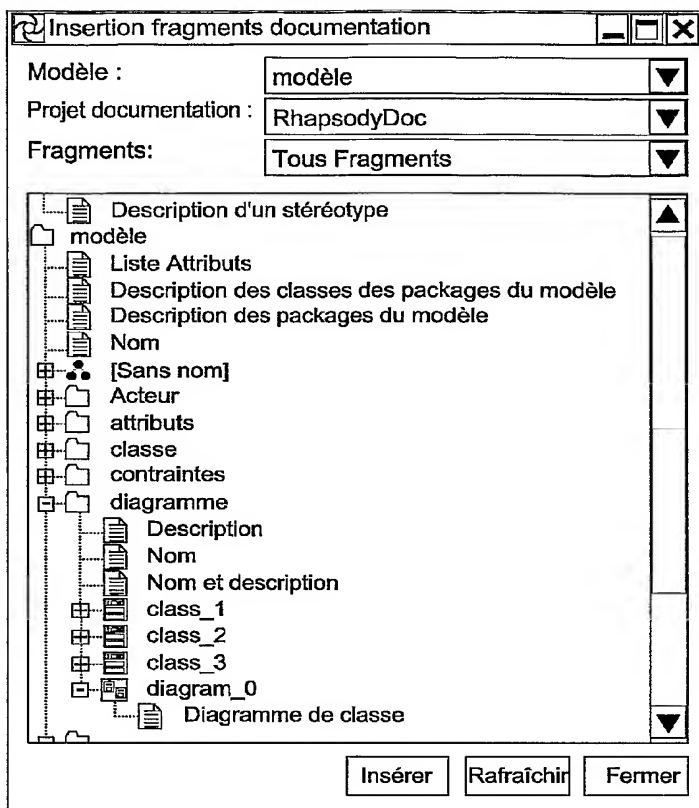 Insertion fragments documentation
Modèle : modèle
Projet documentation : RhapsodyDoc
Fragments: Tous Fragments
Description d'un stéréotype
modèle
Liste Attributs
Description des classes des packages du modèle
Description des packages du modèle
Nom
[Sans nom]
Acteur
attributs
classe
contraintes
diagramme
Description
Nom
Nom et description
class_1
class_2
class_3
diagram_0
Diagramme de classe
Insérer Rafraîchir Fermer